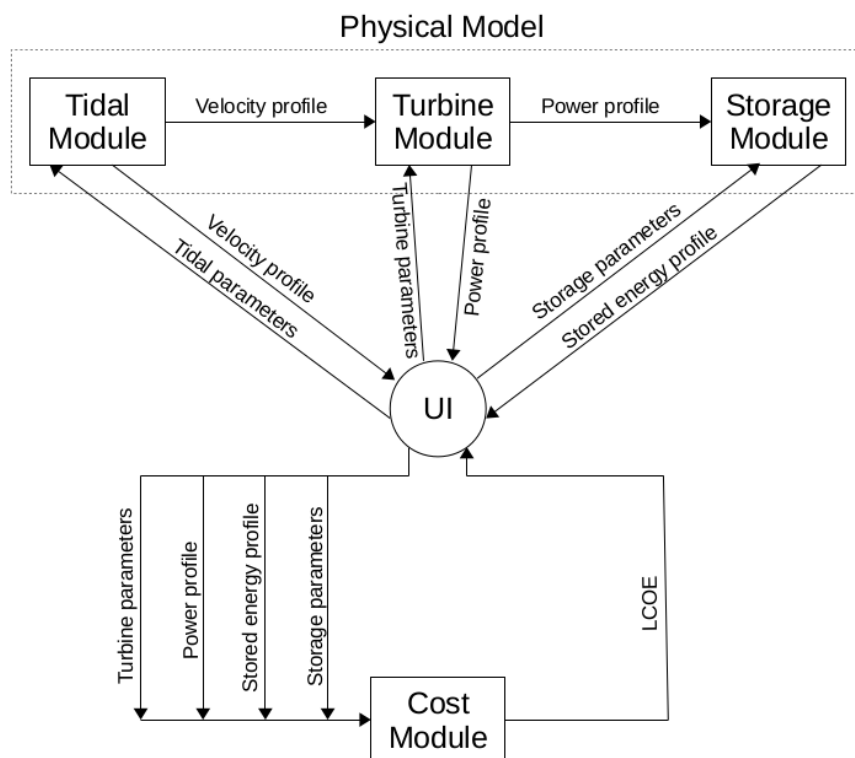 Physical Model
Tidal
Module
Velocity profile
Turbine
Module
Power profile
Storage
Module
Velocity profile
Tidal parameters
Turbine parameters
Power profile
Storage parameters
Stored energy profile
UI
Turbine parameters
Power profile
Stored energy profile
Storage parameters
LCOE
Cost
Module